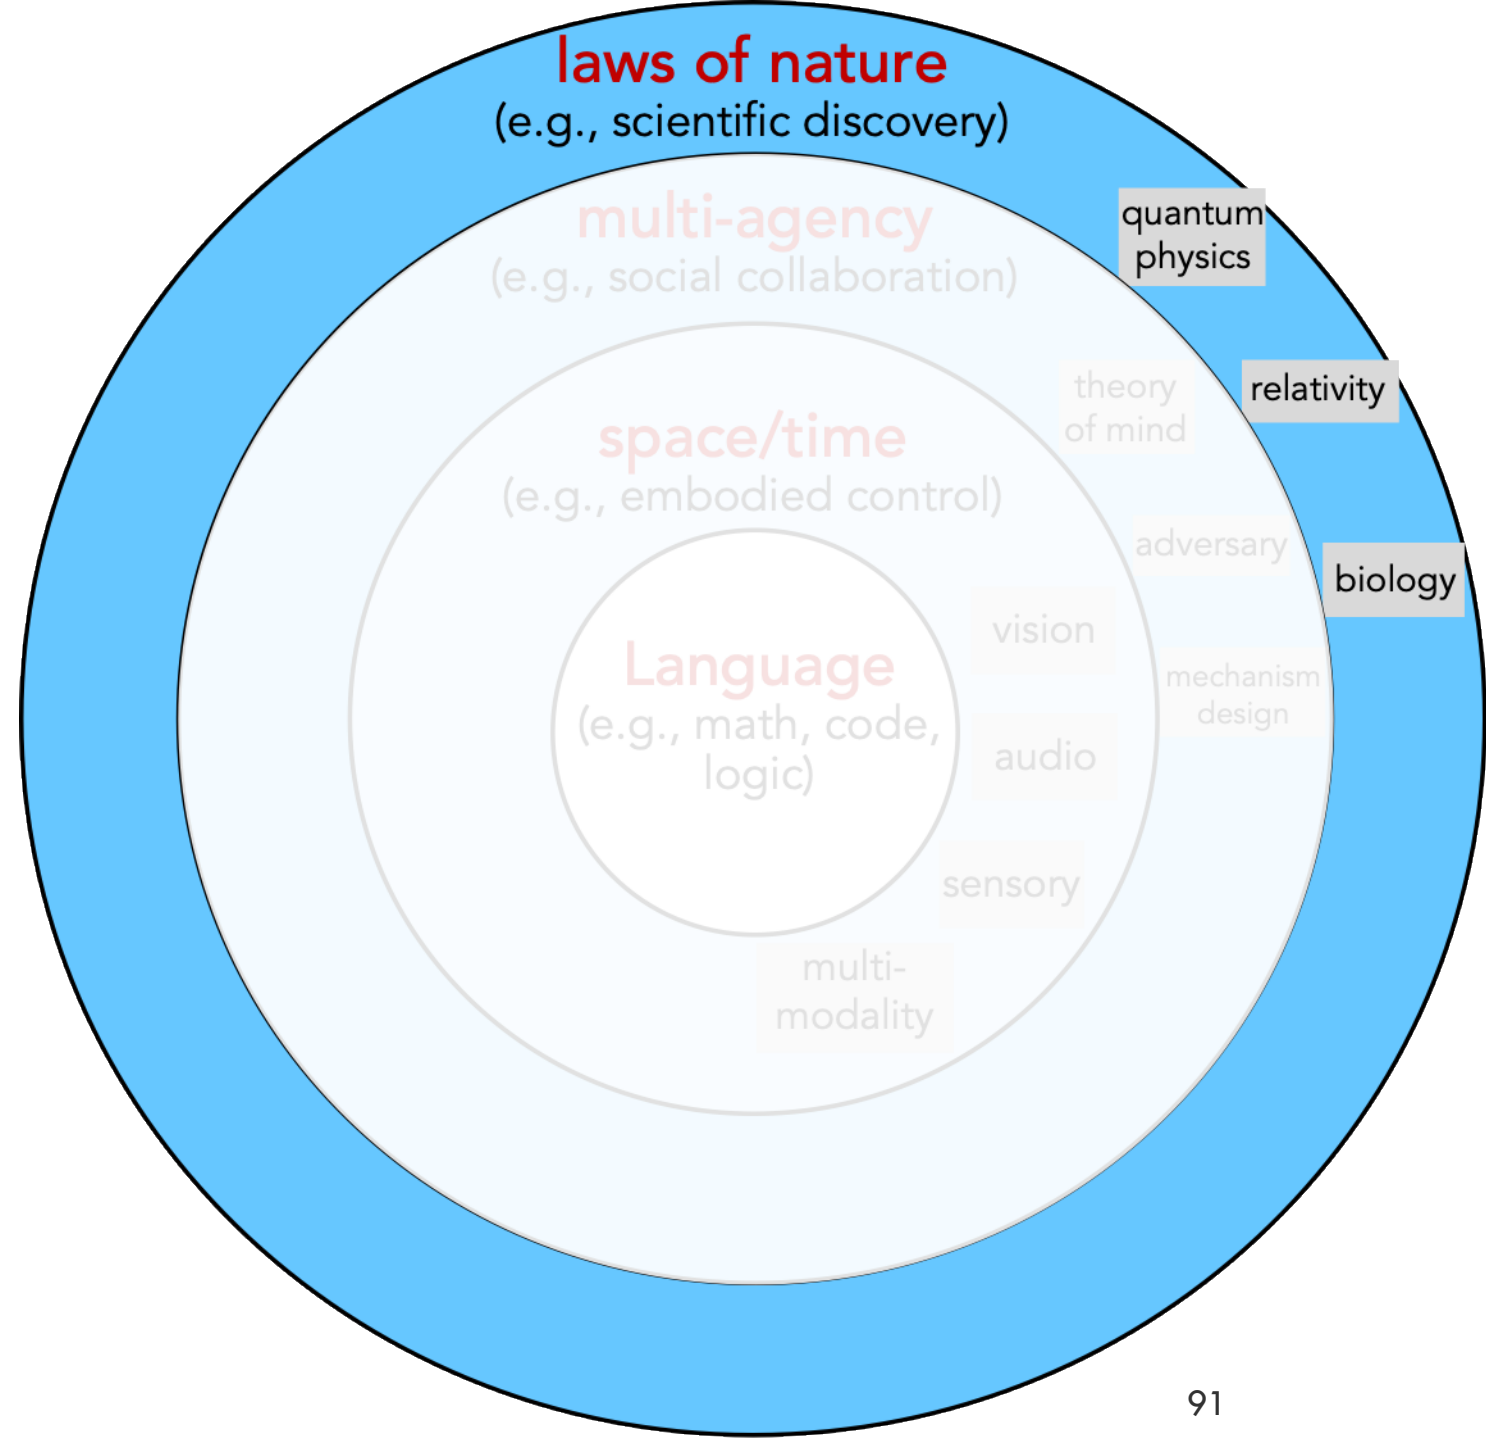 laws of nature
(e.g., scientific discovery)
quantum
physics
multi-agency
(e.g., social collaboration)
relativity
theory
of mind
space/time
(e.g., embodied control)
adversary
biology
vision
Language
(e.g., math, code,
logic)
mechanism
design
audio
sensory
multi-
modality
91